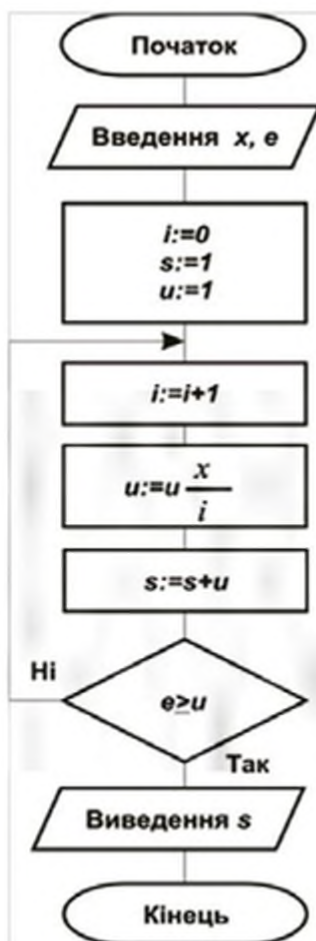 Початок
Введення x, e
i:=0
s:=1
u:=1
i:=i+1
u:=u x/i
s:=s+u
Ні
e≥u
Так
Виведення s
Кінець